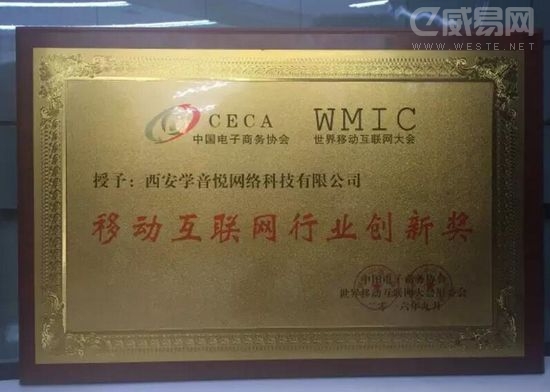 威易网
WWW.WESTE.NET
CECA WMIC
中国电子商务协会 世界移动互联网大会
授予：西安学音悦网络科技有限公司
移动互联网行业创新奖
中国电子商务协会
世界移动互联网大会组委会
二零一六年九月